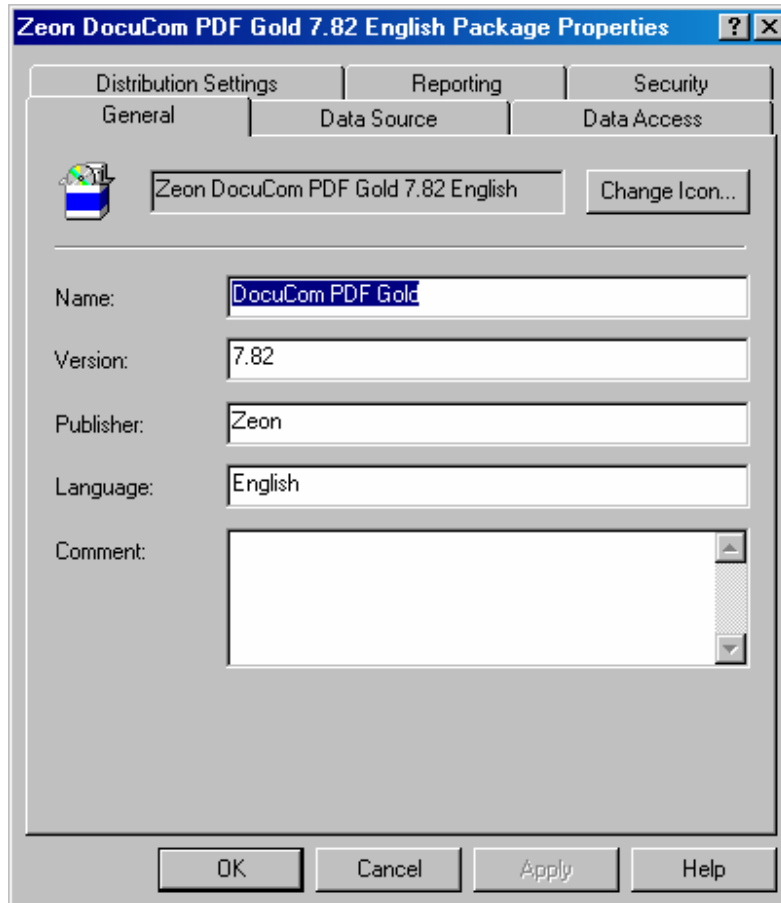 Zeon DocuCom PDF Gold 7.82 English Package Properties
Distribution Settings Reporting Security
General Data Source Data Access
Zeon DocuCom PDF Gold 7.82 English Change Icon...
Name: DocuCom PDF Gold
Version: 7.82
Publisher: Zeon
Language: English
Comment:
OK Cancel Apply Help